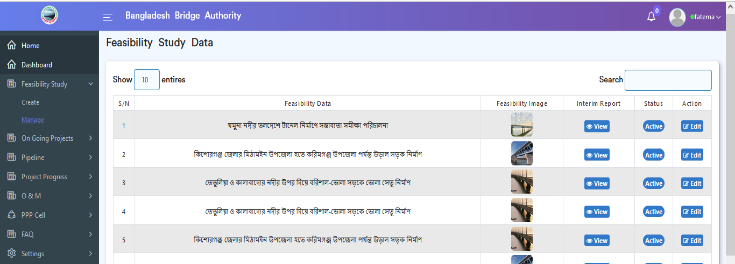 Bangladesh Bridge Authority
0
fatema
Home
Dashboard
Feasibility Study
Create
Manage
On Going Projects
Pipeline
Project Progress
O & M
PPP Cell
FAQ
Settings
Feasibility Study Data
Show 10 entires
Search
S/N Feasibility Data Feasibility Image Interim Report Status Action
1 যমুনা নদীর তলদেশে টানেল নির্মাণে সম্ভাব্যতা সমীক্ষা পরিচালনা View Active Edit
2 কিশোরগঞ্জ জেলার মিঠামইন উপজেলা হতে করিমগঞ্জ উপজেলা পর্যন্ত উড়াল সড়ক নির্মাণ View Active Edit
3 তেতুলিয়া ও কালাবাদোর নদীর উপর দিয়ে বরিশাল-ভোলা সড়কে ভোলা সেতু নির্মাণ View Active Edit
4 তেতুলিয়া ও কালাবাদোর নদীর উপর দিয়ে বরিশাল-ভোলা সড়কে ভোলা সেতু নির্মাণ View Active Edit
5 কিশোরগঞ্জ জেলার মিঠামইন উপজেলা হতে করিমগঞ্জ উপজেলা পর্যন্ত উড়াল সড়ক নির্মাণ View Active Edit